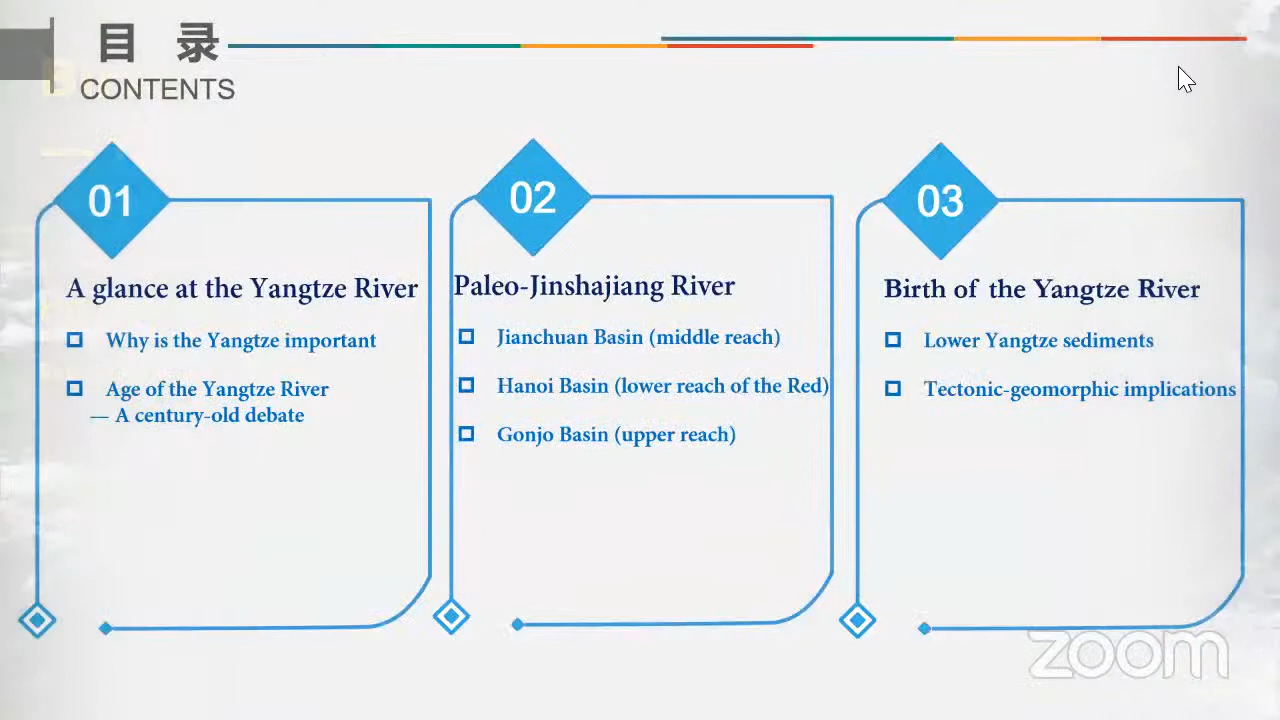 目 录
CONTENTS
01
A glance at the Yangtze River
Why is the Yangtze important
Age of the Yangtze River
— A century-old debate
02
Paleo-Jinshajiang River
Jianchuan Basin (middle reach)
Hanoi Basin (lower reach of the Red)
Gonjo Basin (upper reach)
03
Birth of the Yangtze River
Lower Yangtze sediments
Tectonic-geomorphic implications
zoom